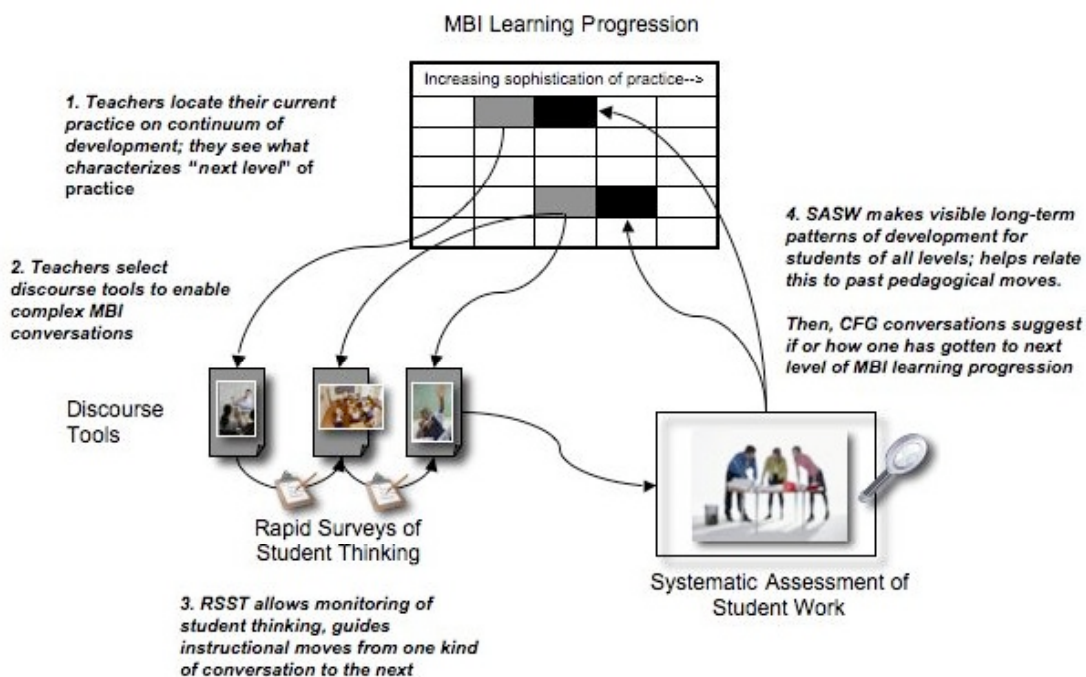 MBI Learning Progression
Increasing sophistication of practice-->
1. Teachers locate their current
practice on continuum of
development; they see what
characterizes "next level" of
practice
2. Teachers select
discourse tools to enable
complex MBI
conversations
4. SASW makes visible long-term
patterns of development for
students of all levels; helps relate
this to past pedagogical moves.
Then, CFG conversations suggest
if or how one has gotten to next
level of MBI learning progression
Discourse
Tools
Rapid Surveys of
Student Thinking
Systematic Assessment of
Student Work
3. RSST allows monitoring of
student thinking, guides
instructional moves from one kind
of conversation to the next